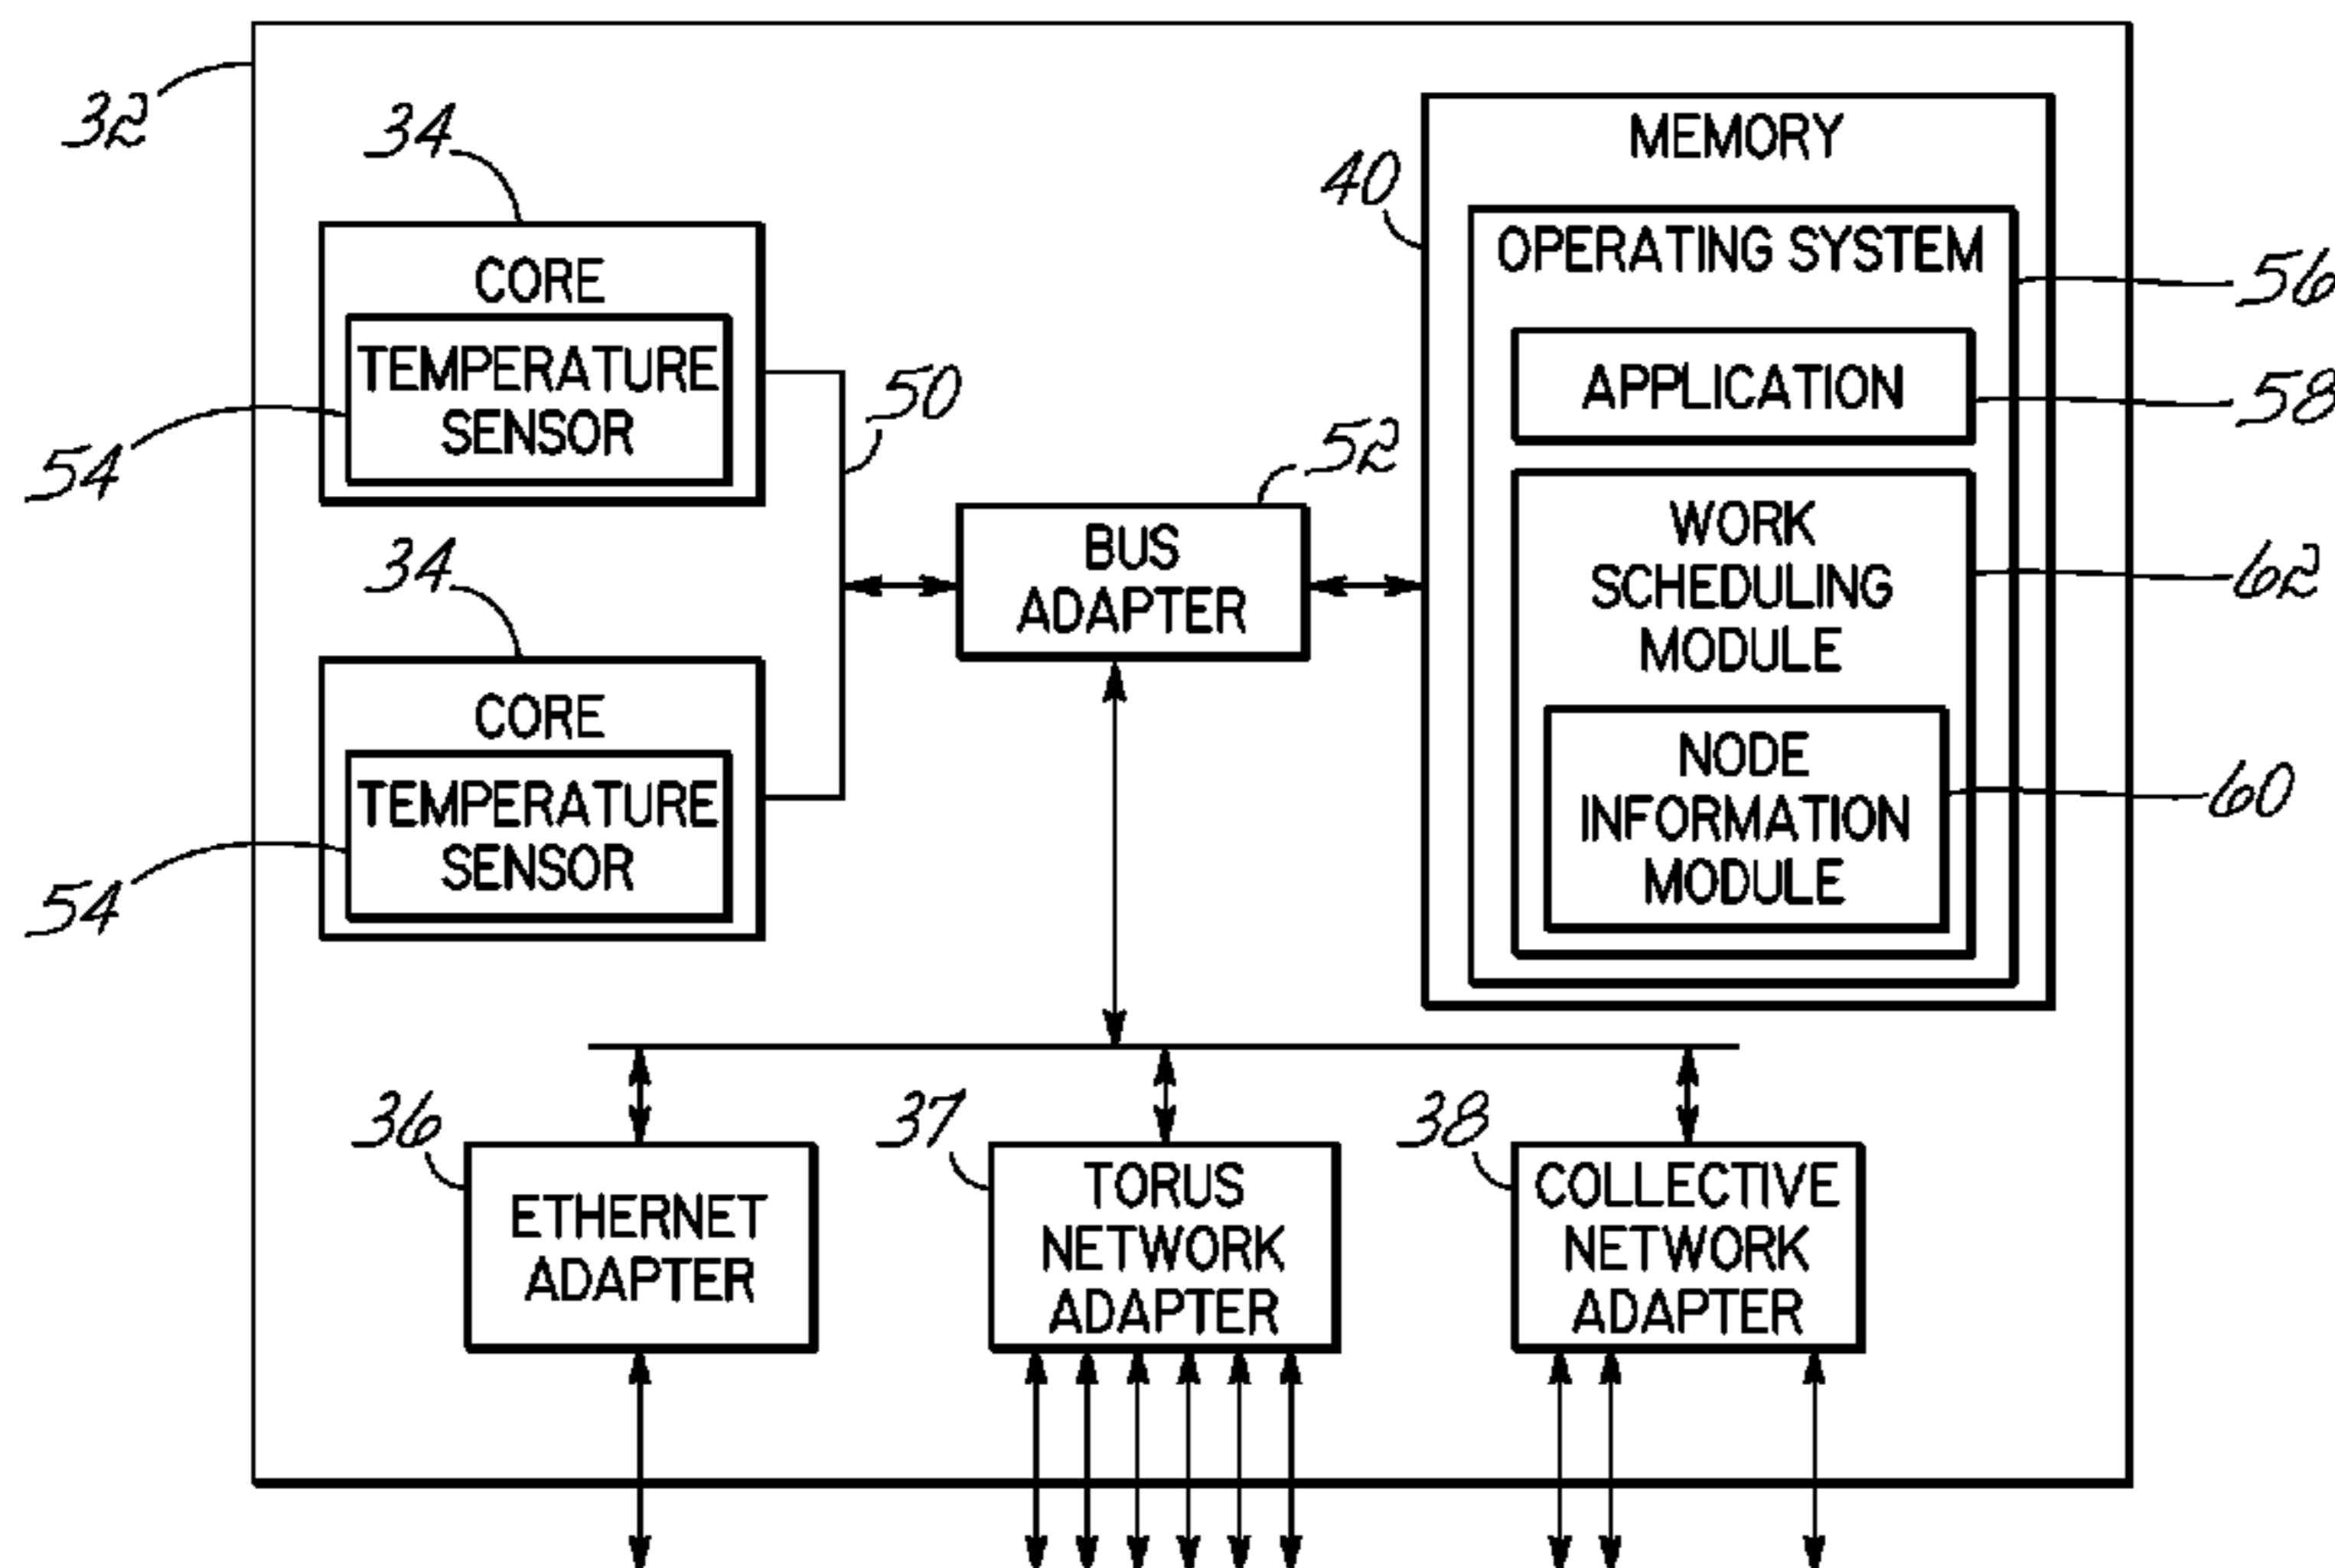 32
34
CORE
TEMPERATURE
SENSOR
54
34
CORE
TEMPERATURE
SENSOR
54
50
52
BUS
ADAPTER
40
MEMORY
OPERATING SYSTEM
56
APPLICATION
58
WORK
SCHEDULING
MODULE
62
NODE
INFORMATION
MODULE
60
36
ETHERNET
ADAPTER
37
TORUS
NETWORK
ADAPTER
38
COLLECTIVE
NETWORK
ADAPTER